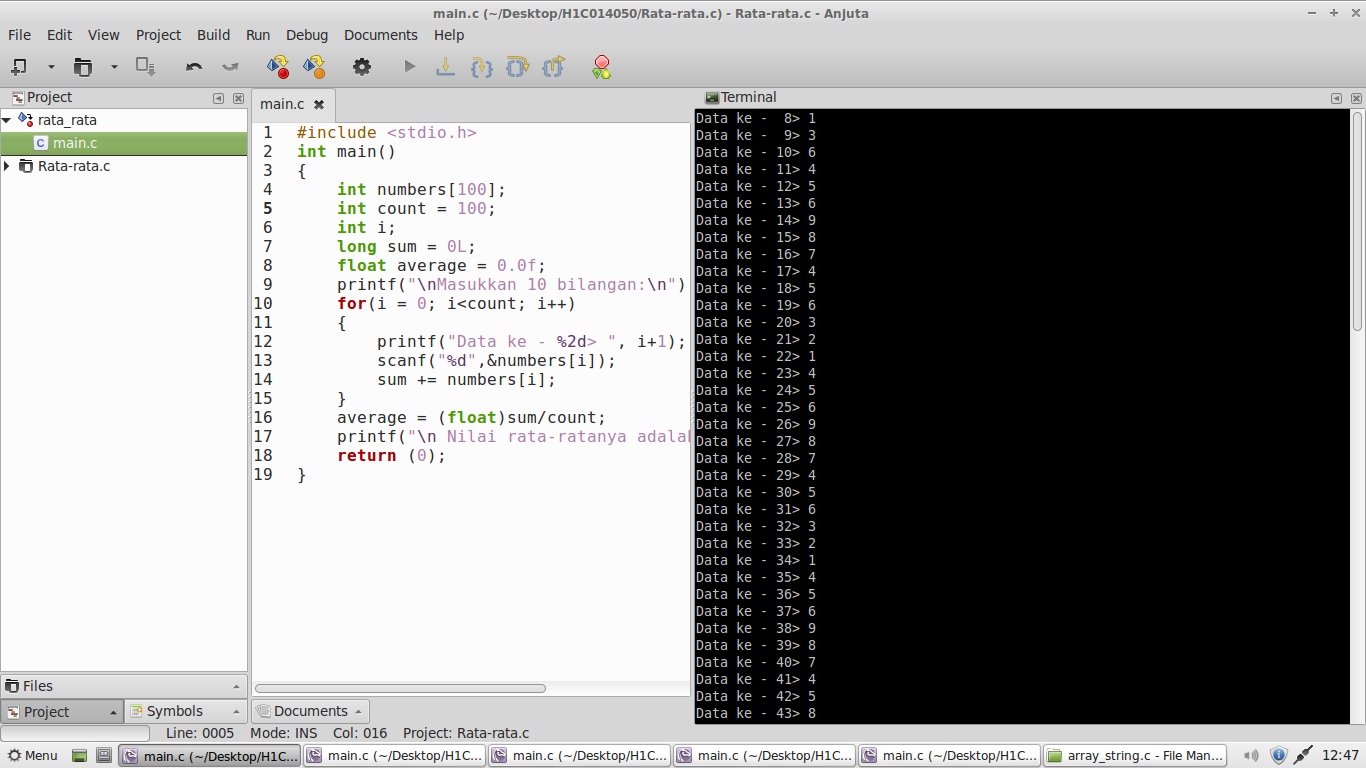 main.c (~/Desktop/H1C014050/Rata-rata.c) - Rata-rata.c - Anjuta
File Edit View Project Build Run Debug Documents Help
Project
rata_rata
main.c
Rata-rata.c
Files
Project Symbols
main.c
1 #include <stdio.h>
2 int main()
3 {
4 int numbers[100];
5 int count = 100;
6 int i;
7 long sum = 0L;
8 float average = 0.0f;
9 printf("\nMasukkan 10 bilangan:\n")
10 for(i = 0; i<count; i++)
11 {
12 printf("Data ke - %2d> ", i+1);
13 scanf("%d",&numbers[i]);
14 sum += numbers[i];
15 }
16 average = (float)sum/count;
17 printf("\n Nilai rata-ratanya adalah
18 return (0);
19 }
Documents
Terminal
Data ke -  8> 1
Data ke -  9> 3
Data ke - 10> 6
Data ke - 11> 4
Data ke - 12> 5
Data ke - 13> 6
Data ke - 14> 9
Data ke - 15> 8
Data ke - 16> 7
Data ke - 17> 4
Data ke - 18> 5
Data ke - 19> 6
Data ke - 20> 3
Data ke - 21> 2
Data ke - 22> 1
Data ke - 23> 4
Data ke - 24> 5
Data ke - 25> 6
Data ke - 26> 9
Data ke - 27> 8
Data ke - 28> 7
Data ke - 29> 4
Data ke - 30> 5
Data ke - 31> 6
Data ke - 32> 3
Data ke - 33> 2
Data ke - 34> 1
Data ke - 35> 4
Data ke - 36> 5
Data ke - 37> 6
Data ke - 38> 9
Data ke - 39> 8
Data ke - 40> 7
Data ke - 41> 4
Data ke - 42> 5
Data ke - 43> 8
Line: 0005 Mode: INS Col: 016 Project: Rata-rata.c
Menu main.c (~/Desktop/H1C... main.c (~/Desktop/H1C... main.c (~/Desktop/H1C... main.c (~/Desktop/H1C... main.c (~/Desktop/H1C... array_string.c - File Man... 12:47